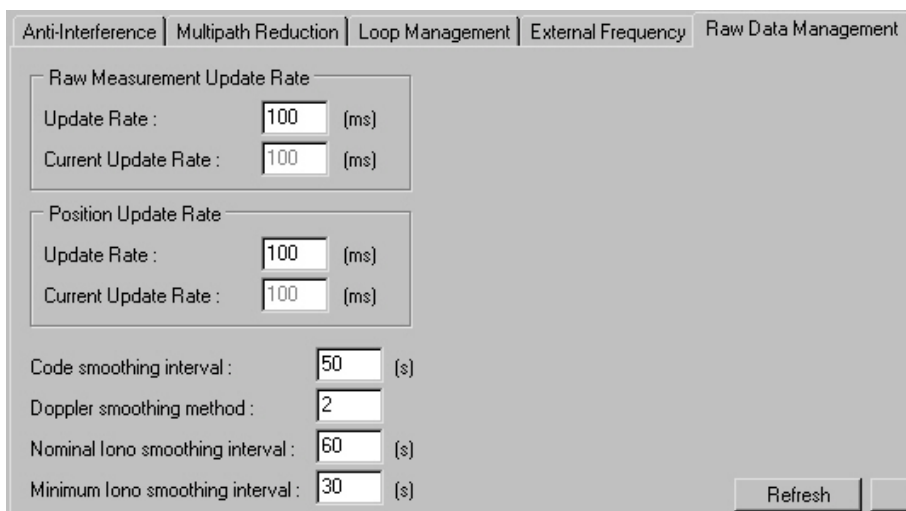 Anti-Interference Multipath Reduction Loop Management External Frequency Raw Data Management
Raw Measurement Update Rate
Update Rate : 100 (ms)
Current Update Rate : 100 (ms)
Position Update Rate
Update Rate : 100 (ms)
Current Update Rate : 100 (ms)
Code smoothing interval : 50 (s)
Doppler smoothing method : 2
Nominal Iono smoothing interval : 60 (s)
Minimum Iono smoothing interval : 30 (s)
Refresh